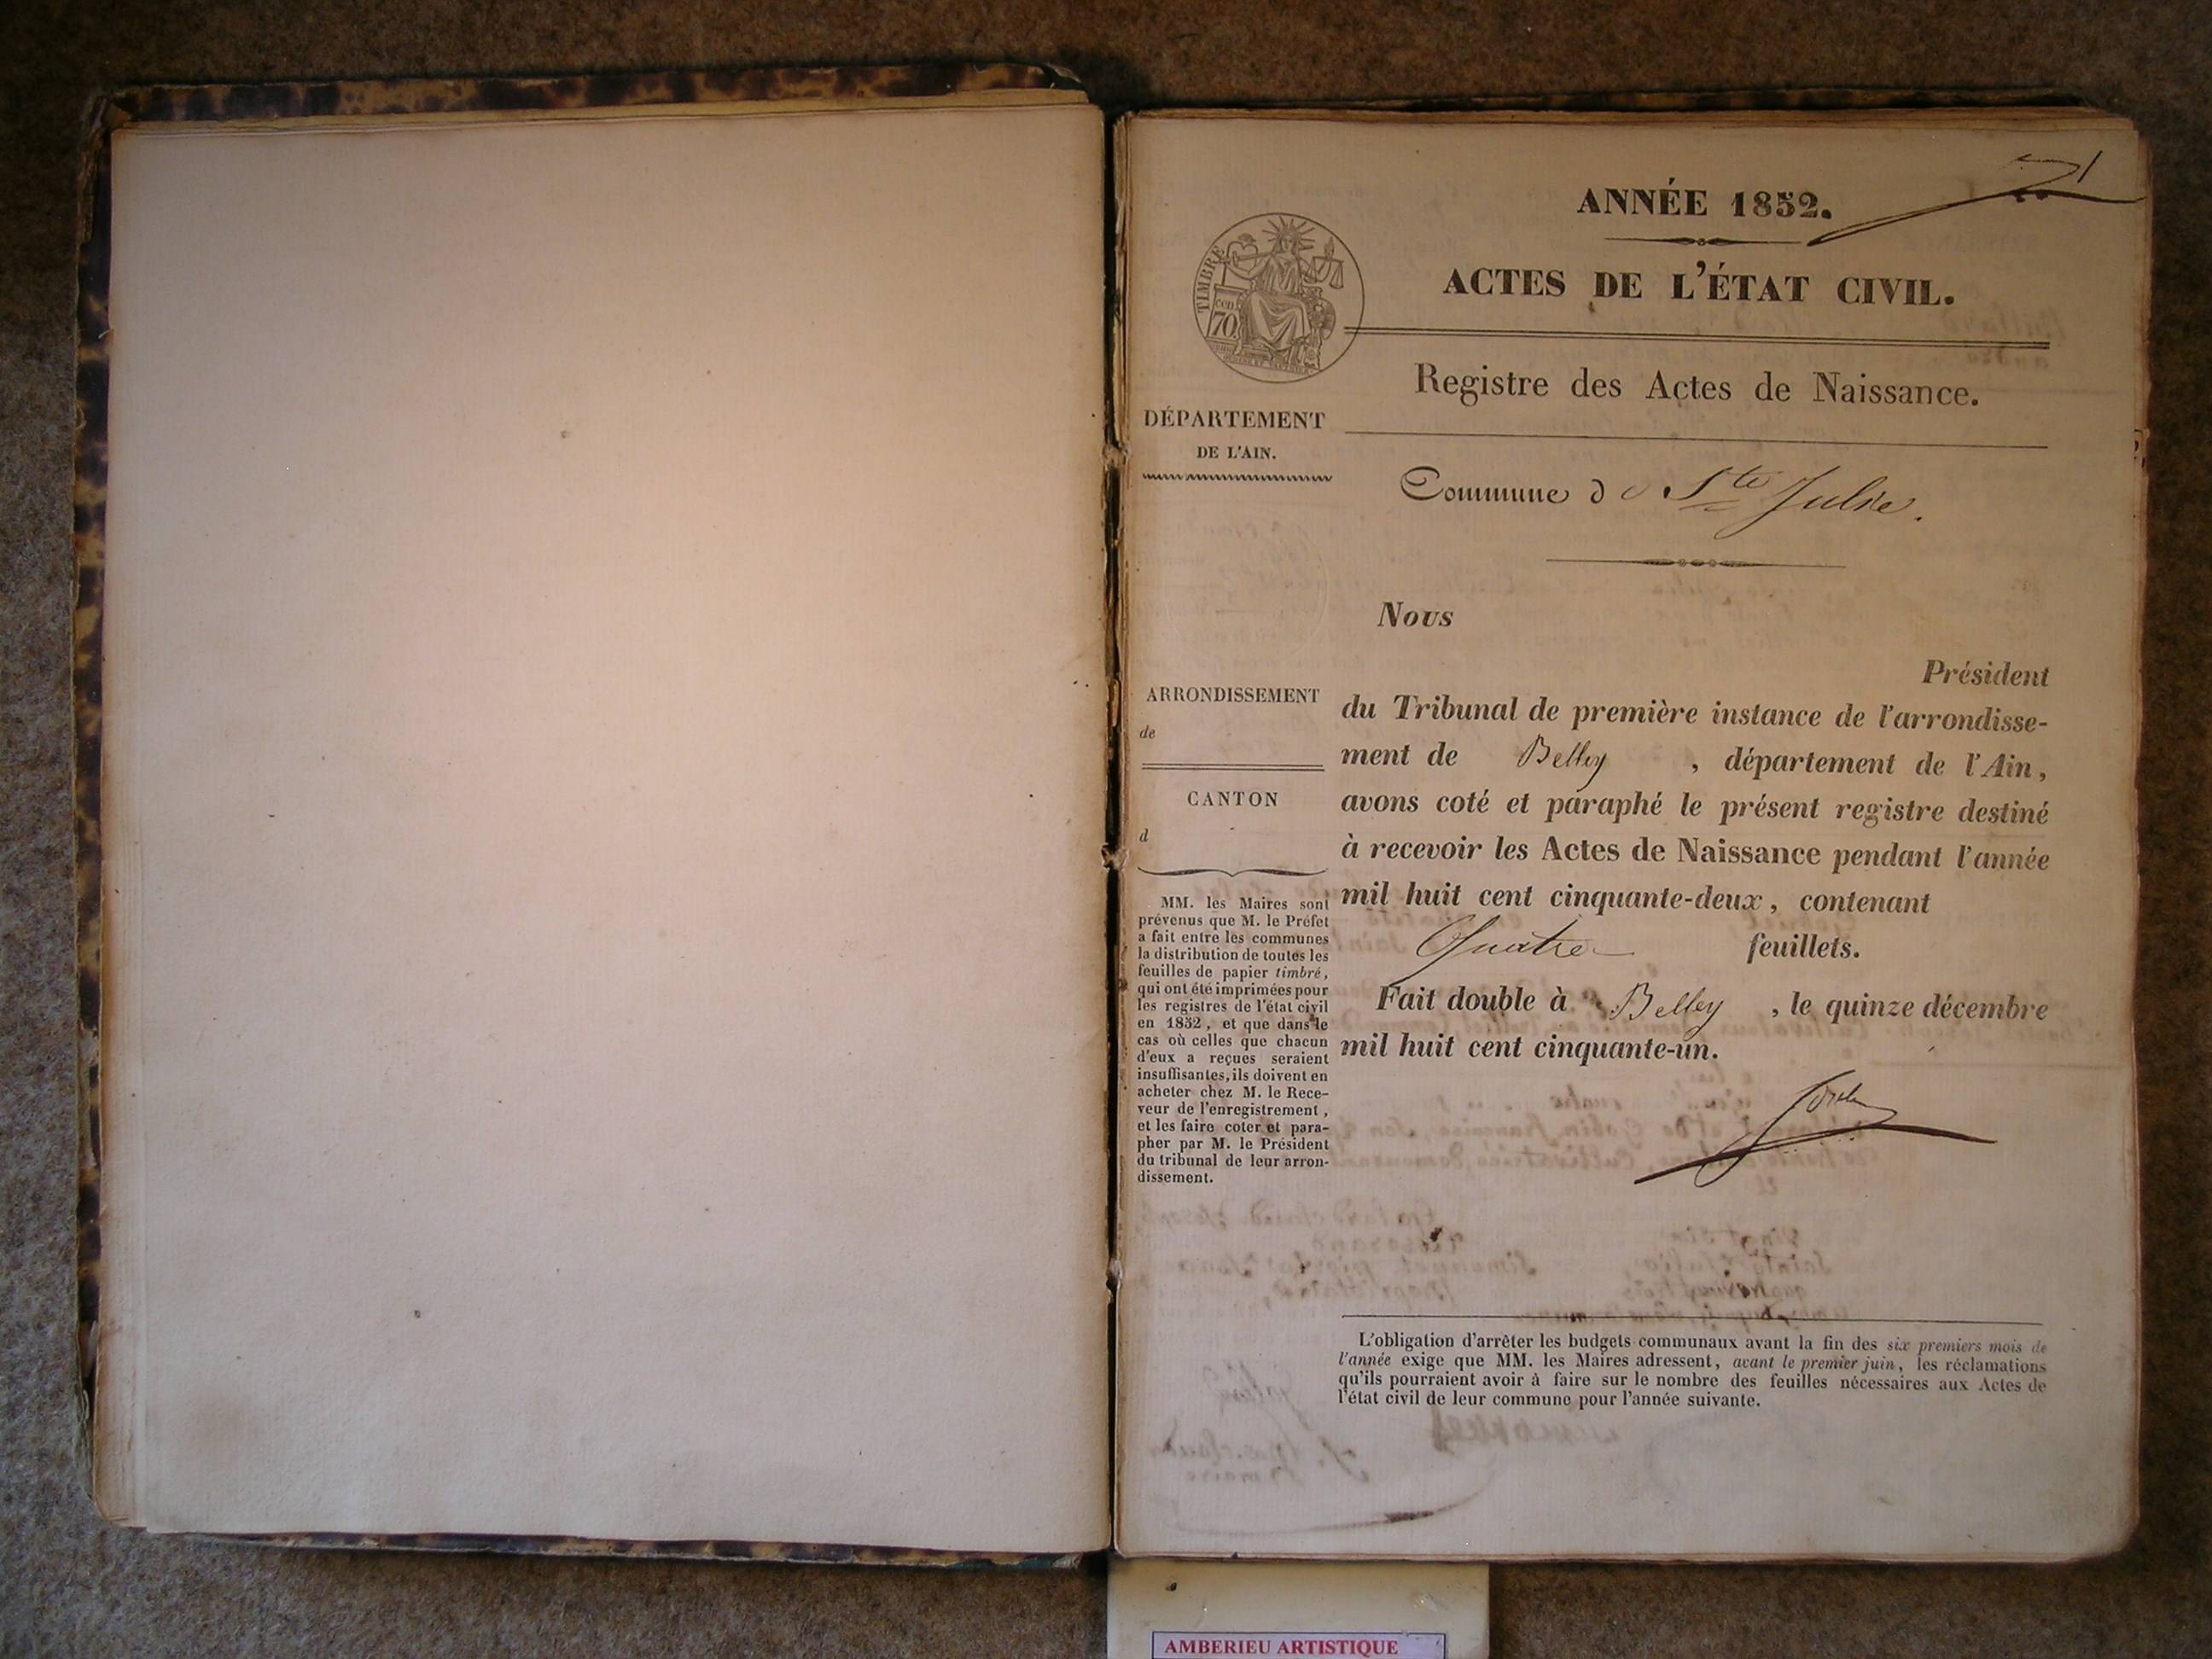 1
ANNÉE 1852.
ACTES DE L'ÉTAT CIVIL.
TIMBRE
70
Registre des Actes de Naissance.
DÉPARTEMENT
DE L'AIN.
Commune de Ste Julie.
Nous
Président
du Tribunal de première instance de l'arrondisse-
ment de Belley, département de l'Ain,
avons coté et paraphé le présent registre destiné
à recevoir les Actes de Naissance pendant l'année
mil huit cent cinquante-deux, contenant
Quatre feuillets.
Fait double à Belley, le quinze décembre
mil huit cent cinquante-un.
ARRONDISSEMENT
de
CANTON
d
MM. les Maires sont
prévenus que M. le Préfet
a fait entre les communes
la distribution de toutes les
feuilles de papier timbré,
qui ont été imprimées pour
les registres de l'état civil
en 1852, et que dans le
cas où celles que chacun
d'eux a reçues seraient
insuffisantes, ils doivent en
acheter chez M. le Rece-
veur de l'enregistrement,
et les faire coter et para-
pher par M. le Président
du tribunal de leur arron-
dissement.
L'obligation d'arrêter les budgets communaux avant la fin des six premiers mois de
l'année exige que MM. les Maires adressent, avant le premier juin, les réclamations
qu'ils pourraient avoir à faire sur le nombre des feuilles nécessaires aux Actes de
l'état civil de leur commune pour l'année suivante.
AMBERIEU ARTISTIQUE